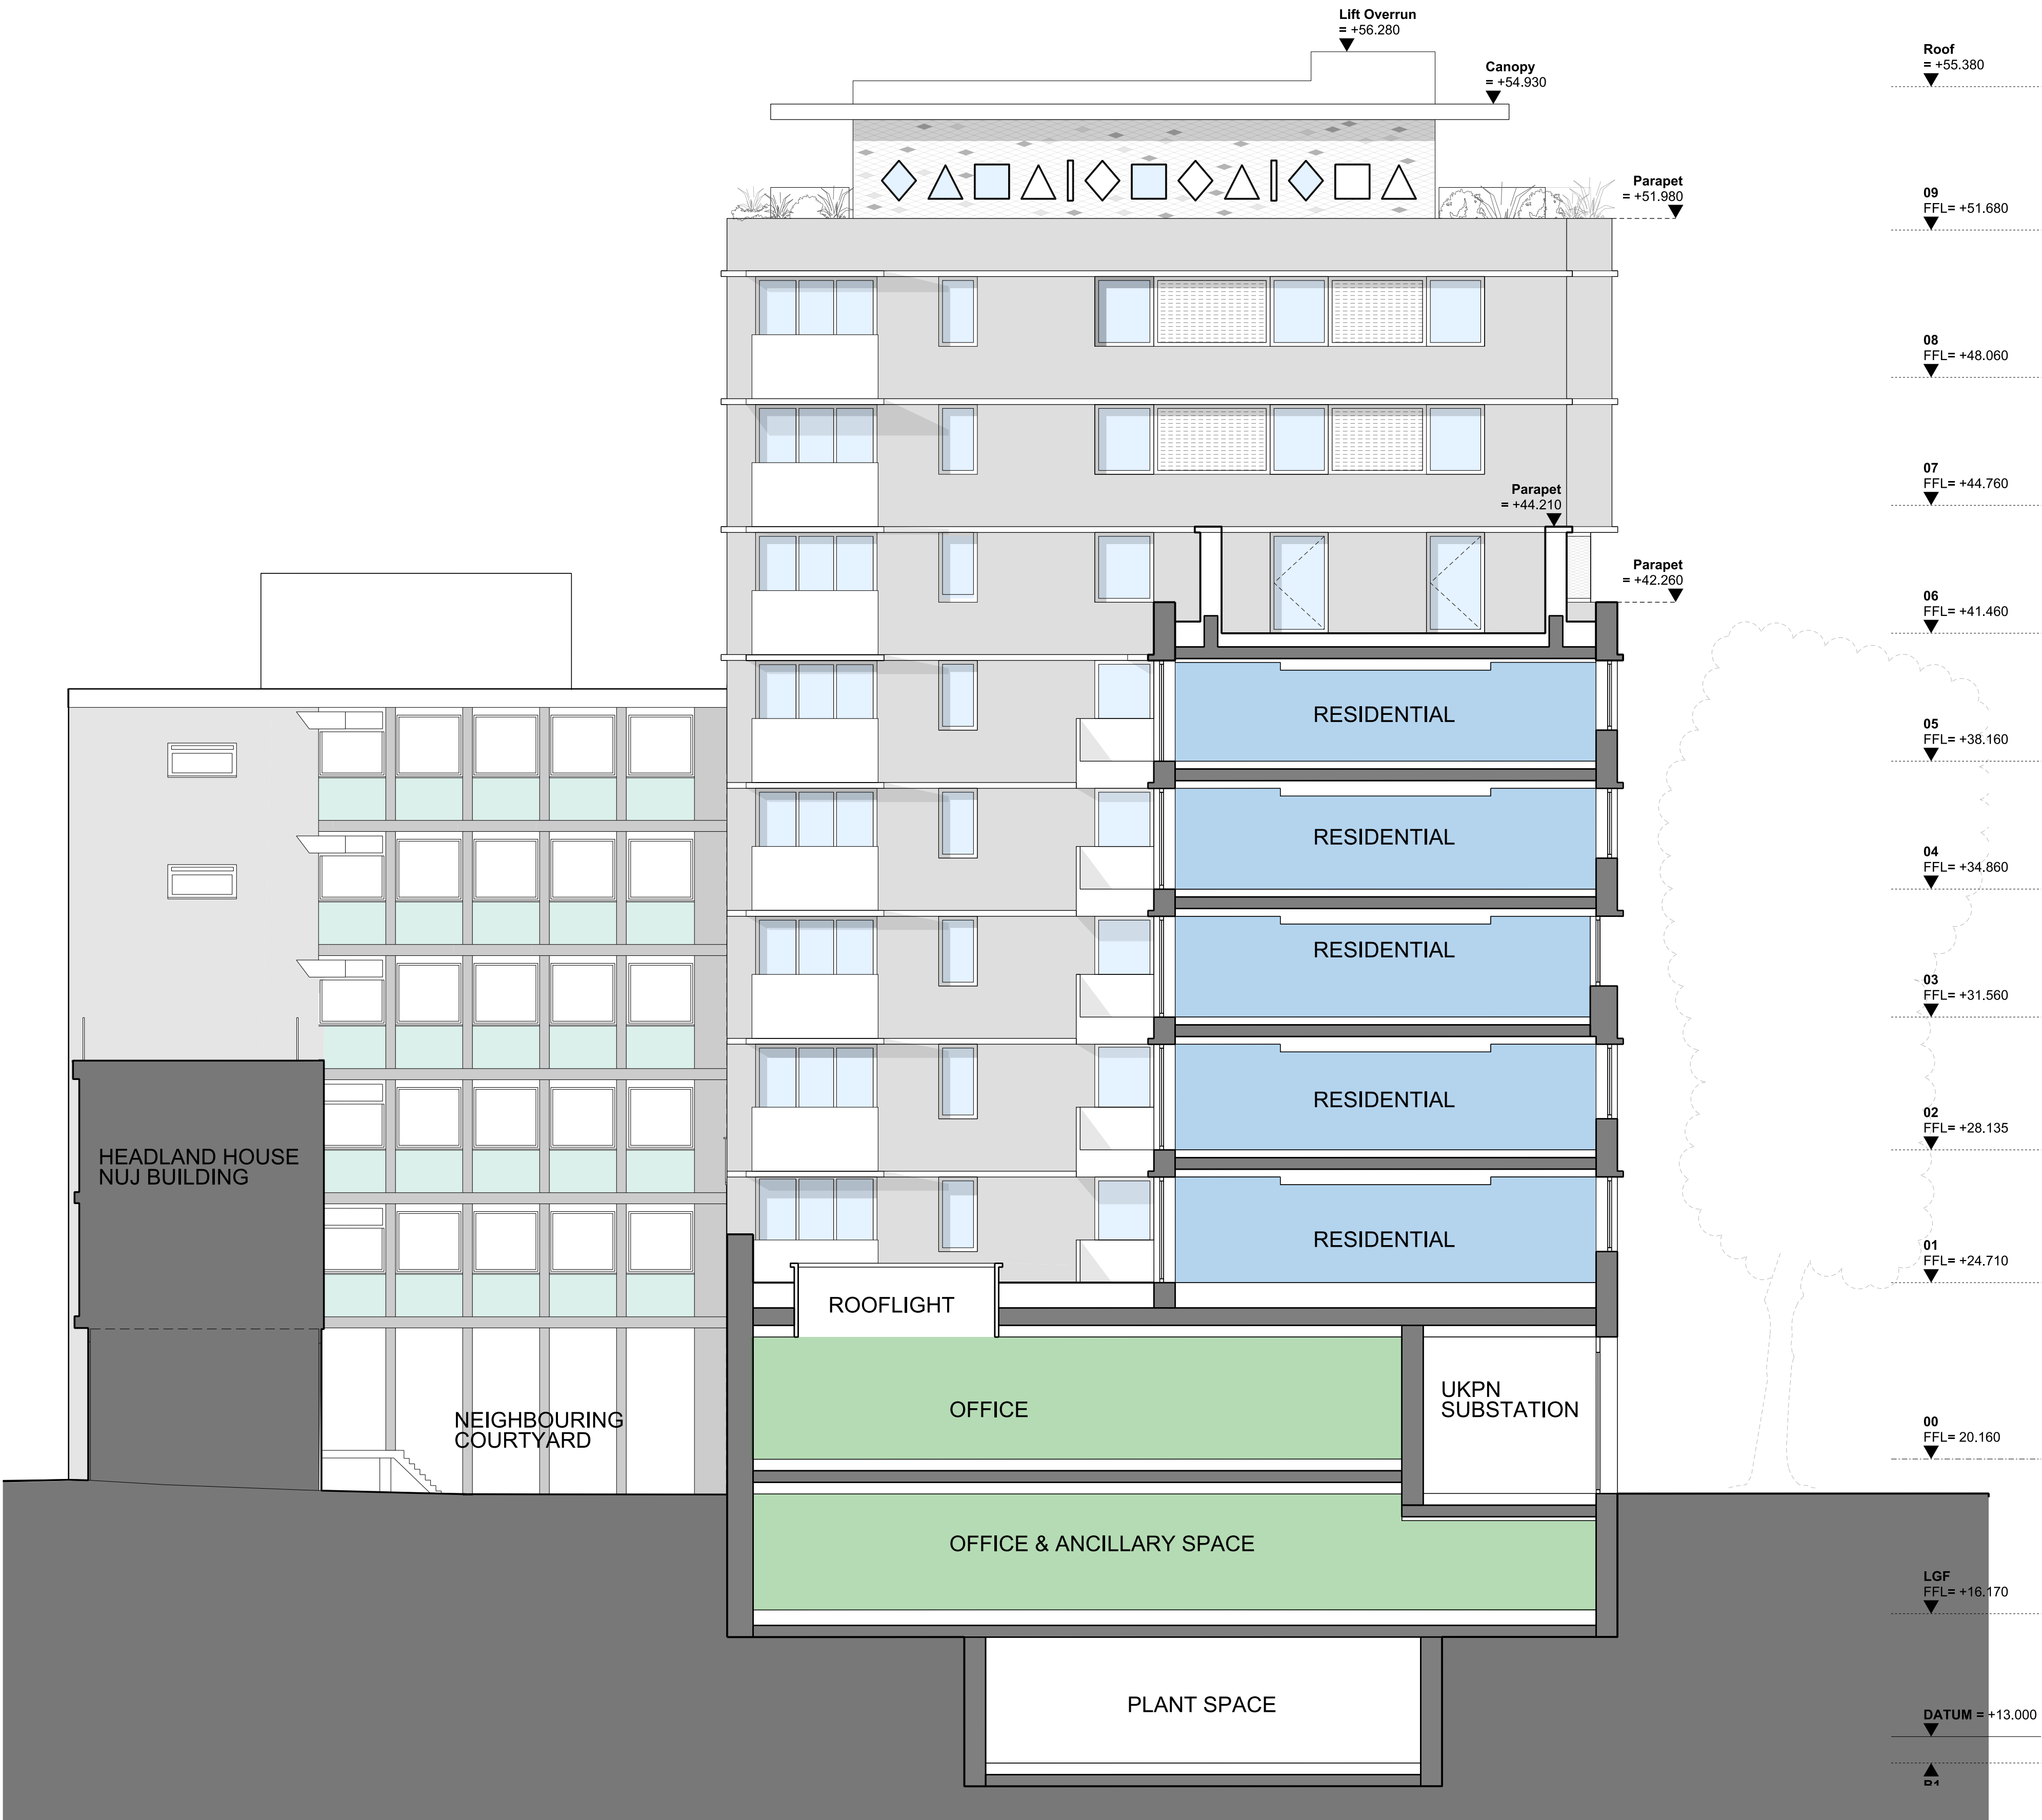 Lift Overrun
= +56.280
Canopy
= +54.930
Roof
= +55.380
Parapet
= +51.980
09
FFL= +51.680
08
FFL= +48.060
07
FFL= +44.760
Parapet
= +44.210
Parapet
= +42.260
06
FFL= +41.460
RESIDENTIAL
05
FFL= +38.160
RESIDENTIAL
04
FFL= +34.860
RESIDENTIAL
03
FFL= +31.560
RESIDENTIAL
02
FFL= +28.135
HEADLAND HOUSE
NUJ BUILDING
RESIDENTIAL
01
FFL= +24.710
ROOFLIGHT
OFFICE
UKPN
SUBSTATION
NEIGHBOURING
COURTYARD
00
FFL= 20.160
OFFICE & ANCILLARY SPACE
LGF
FFL= +16.170
PLANT SPACE
DATUM = +13.000